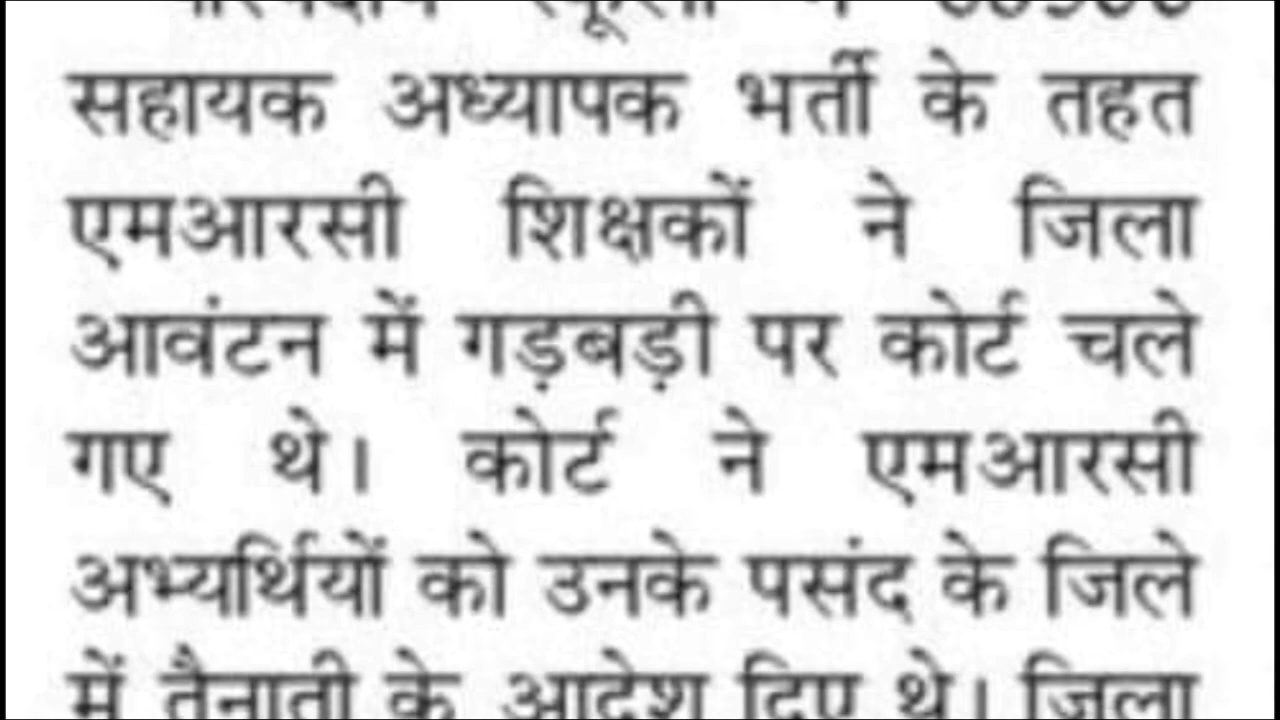 सहायक अध्यापक भर्ती के तहत
एमआरसी शिक्षकों ने जिला
आवंटन में गड़बड़ी पर कोर्ट चले
गए थे। कोर्ट ने एमआरसी
अभ्यर्थियों को उनके पसंद के जिले
में तैनाती के आदेश दिए थे। जिला